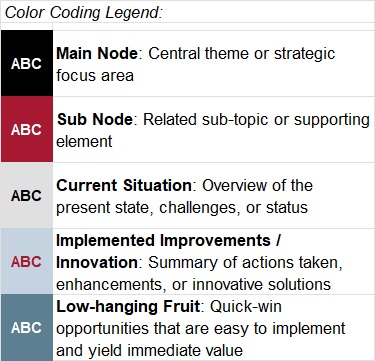 Color Coding Legend:
ABC
Main Node: Central theme or strategic
focus area
ABC
Sub Node: Related sub-topic or supporting
element
ABC
Current Situation: Overview of the
present state, challenges, or status
ABC
Implemented Improvements /
Innovation: Summary of actions taken,
enhancements, or innovative solutions
ABC
Low-hanging Fruit: Quick-win
opportunities that are easy to implement
and yield immediate value